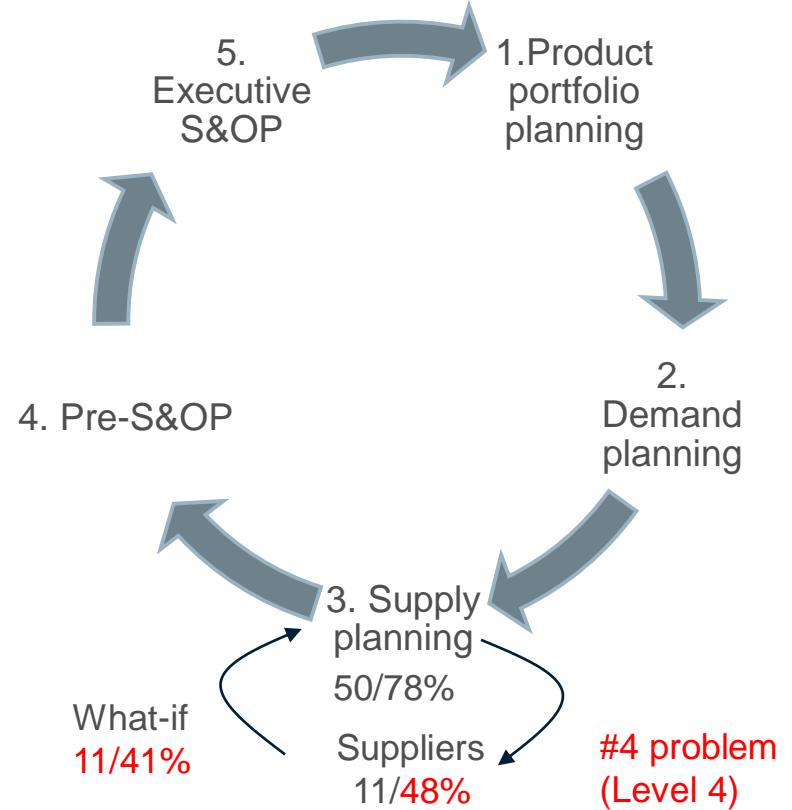 5.
Executive
S&OP
1.Product
portfolio
planning
2.
Demand
planning
4. Pre-S&OP
3. Supply
planning
50/78%
What-if
11/41%
Suppliers
11/48%
#4 problem
(Level 4)